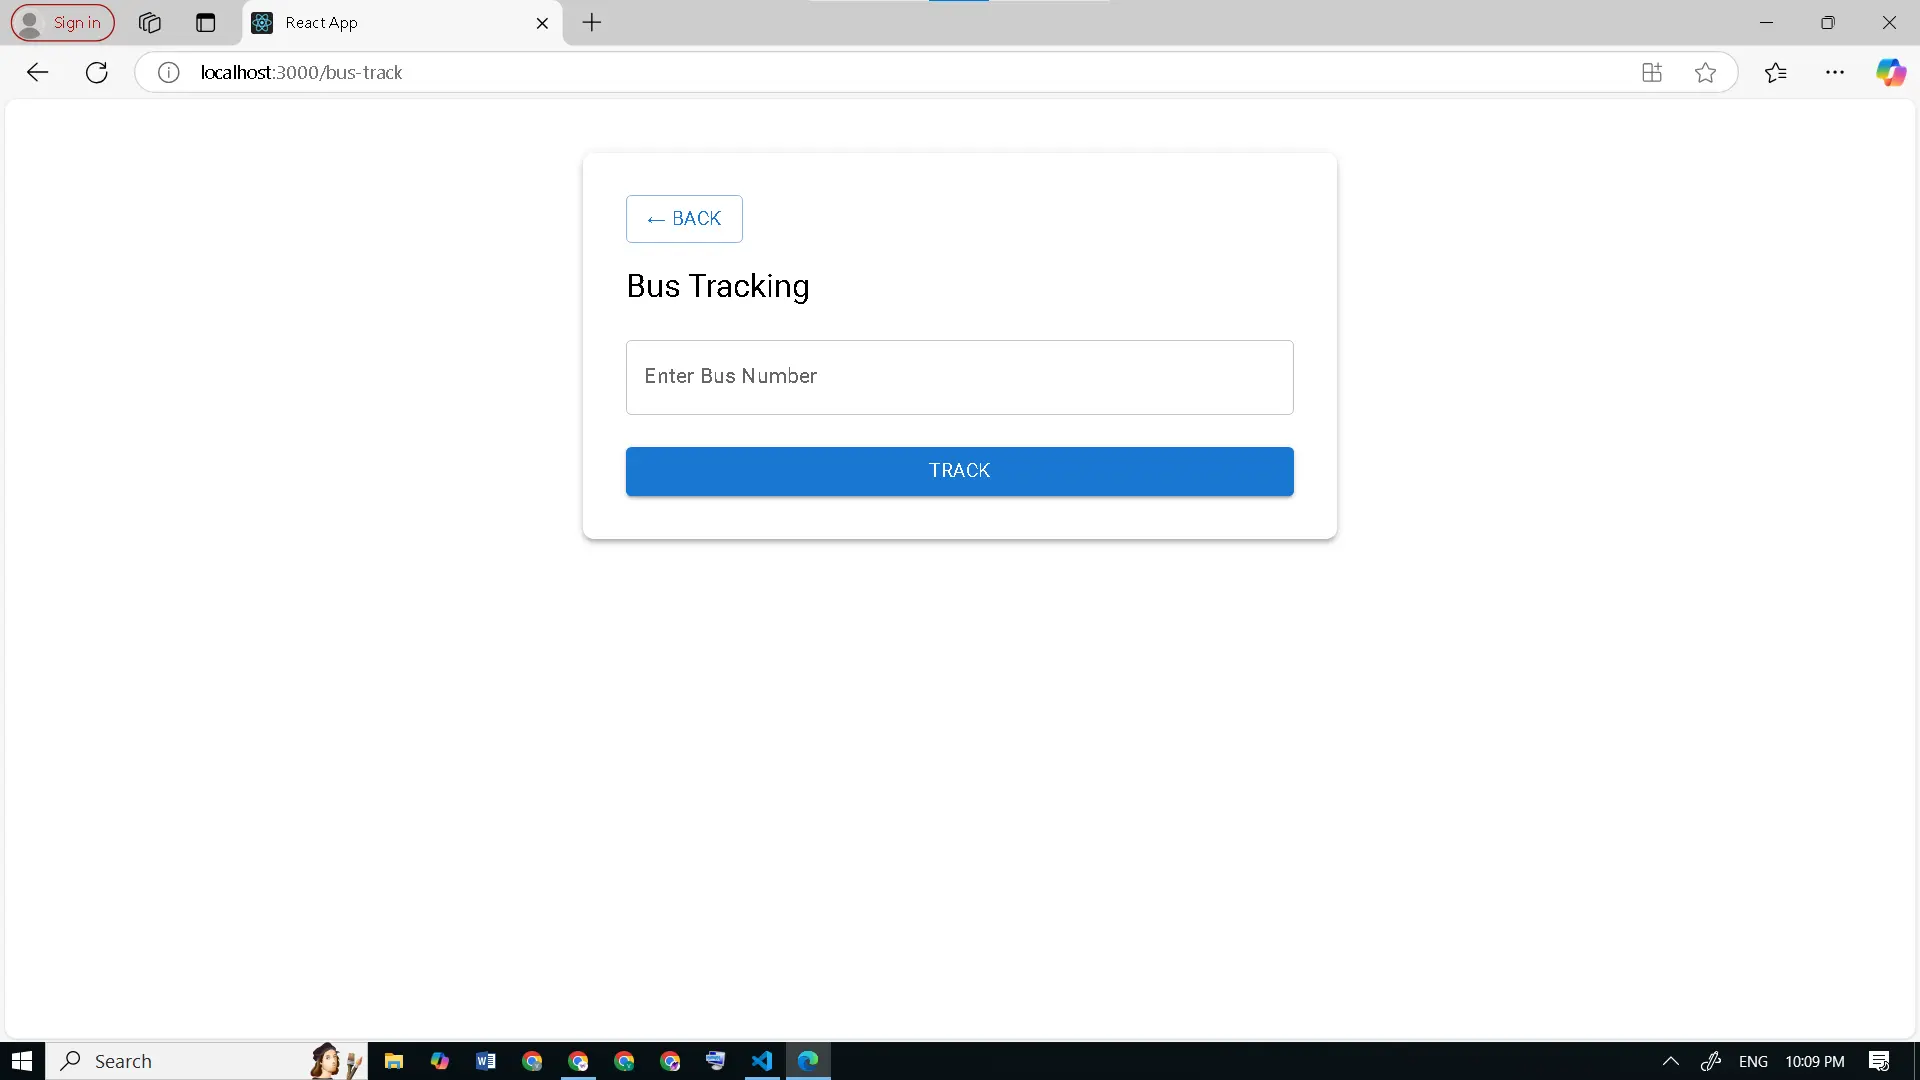 Sign in
React App
localhost:3000/bus-track
← BACK
Bus Tracking
Enter Bus Number
TRACK
Search
ENG
10:09 PM